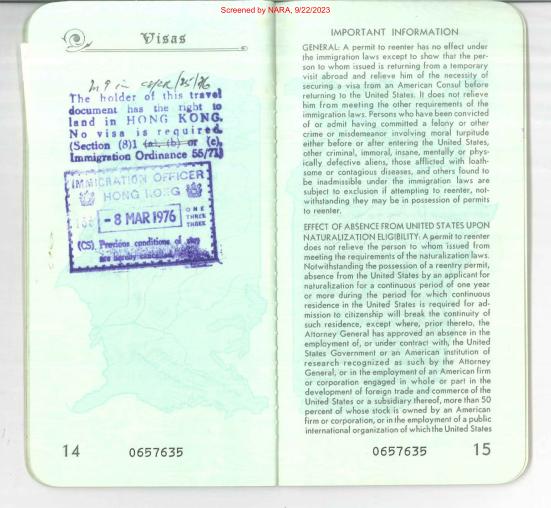 Screened by NARA, 9/22/2023
Visas
The holder of this travel
document has the right to
land in HONG KONG.
No visa is required.
(Section (8)1 (a), (b) or (c),
Immigration Ordinance 55/71)
IMMIGRATION OFFICER
HONG KONG
- 8 MAR 1976
ONE
THREE
THREE
(CS). Previous conditions of stay
are hereby cancelled.
14
0657635
IMPORTANT INFORMATION
GENERAL: A permit to reenter has no effect under
the immigration laws except to show that the per-
son to whom issued is returning from a temporary
visit abroad and relieve him of the necessity of
securing a visa from an American Consul before
returning to the United States. It does not relieve
him from meeting the other requirements of the
immigration laws. Persons who have been convicted
of or admit having committed a felony or other
crime or misdemeanor involving moral turpitude
either before or after entering the United States,
other criminal, immoral, insane, mentally or phys-
ically defective aliens, those afflicted with loath-
some or contagious diseases, and others found to
be inadmissible under the immigration laws are
subject to exclusion if attempting to reenter, not-
withstanding they may be in possession of permits
to reenter.
EFFECT OF ABSENCE FROM UNITED STATES UPON
NATURALIZATION ELIGIBILITY: A permit to reenter
does not relieve the person to whom issued from
meeting the requirements of the naturalization laws.
Notwithstanding the possession of a reentry permit,
absence from the United States by an applicant for
naturalization for a continuous period of one year
or more during the period for which continuous
residence in the United States is required for ad-
mission to citizenship will break the continuity of
such residence, except where, prior thereto, the
Attorney General has approved an absence in the
employment of, or under contract with, the United
States Government or an American institution of
research recognized as such by the Attorney
General, or in the employment of an American firm
or corporation engaged in whole or part in the
development of foreign trade and commerce of the
United States or a subsidiary thereof, more than 50
percent of whose stock is owned by an American
firm or corporation, or in the employment of a public
international organization of which the United States
0657635
15